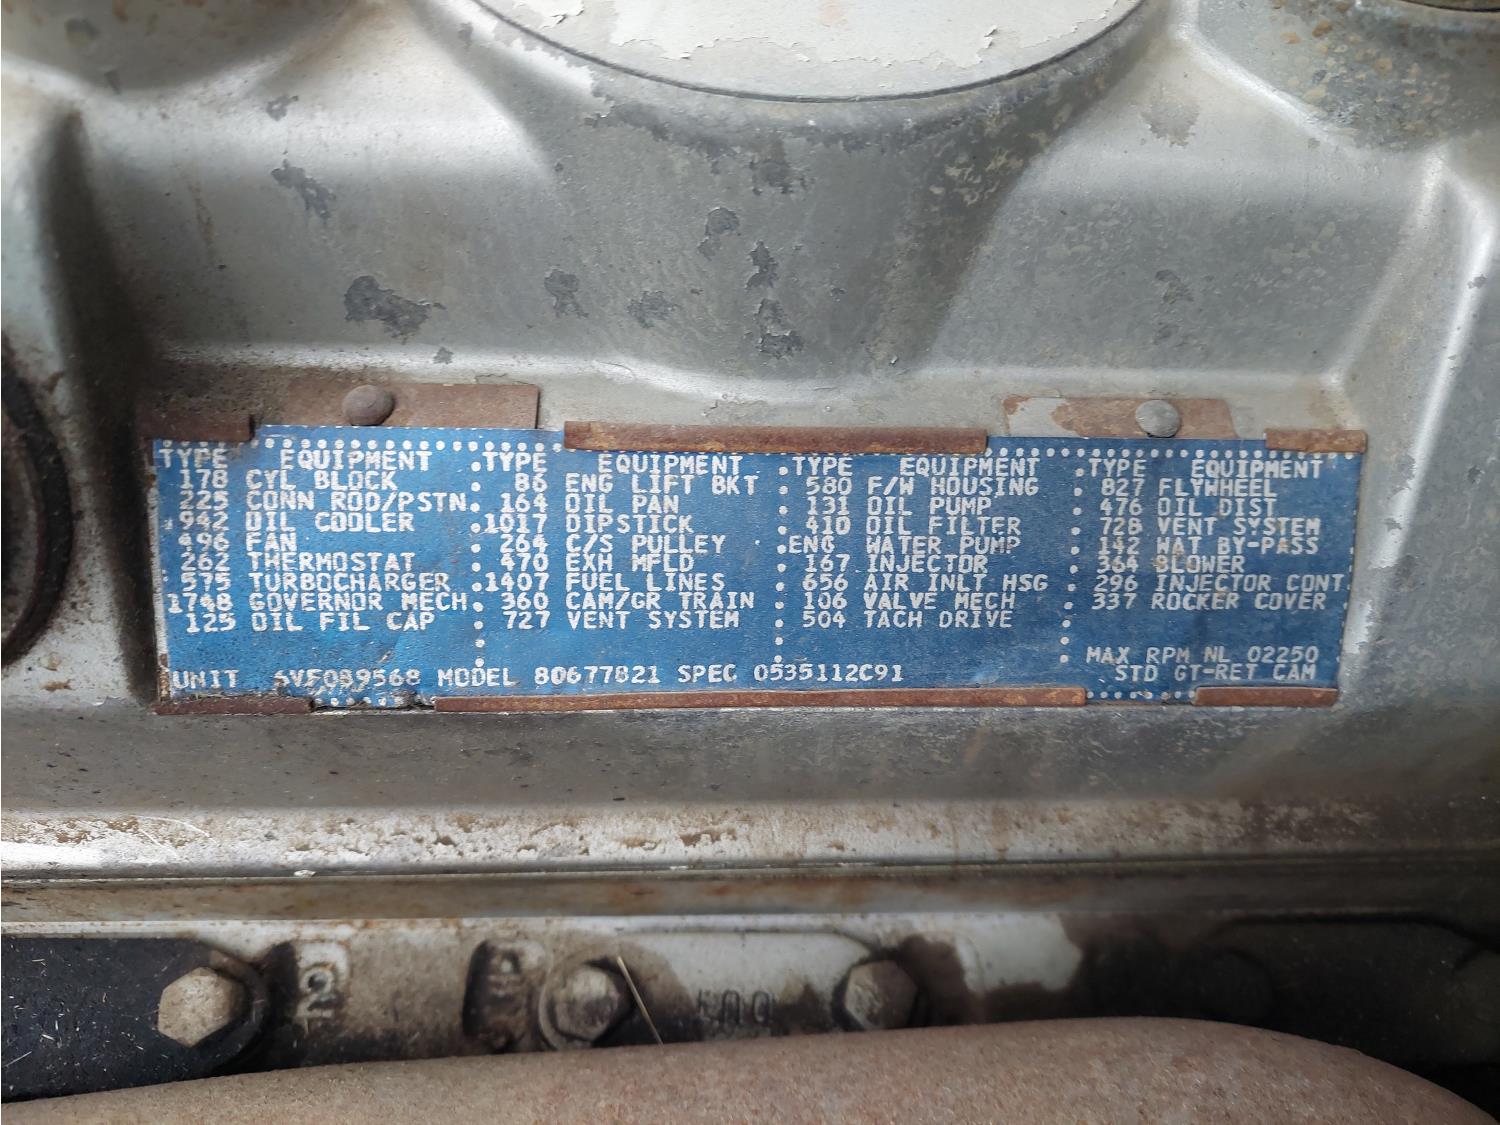 TYPE EQUIPMENT . TYPE EQUIPMENT . TYPE EQUIPMENT . TYPE EQUIPMENT
178 CYL BLOCK . 86 ENG LIFT BKT . 580 F/W HOUSING . 827 FLYWHEEL
225 CONN ROD/PSTN . 164 OIL PAN . 131 OIL PUMP . 476 OIL DIST
942 OIL COOLER . 1017 DIPSTICK . 410 OIL FILTER . 728 VENT SYSTEM
496 FAN . 264 C/S PULLEY . ENG WATER PUMP . 142 WAT BY-PASS
262 THERMOSTAT . 470 EXH MFLD . 167 INJECTOR . 364 BLOWER
575 TURBOCHARGER . 1407 FUEL LINES . 656 AIR INLT HSG . 296 INJECTOR CONT
1748 GOVERNOR MECH . 360 CAM/GR TRAIN . 106 VALVE MECH . 337 ROCKER COVER
125 OIL FIL CAP . 727 VENT SYSTEM . 504 TACH DRIVE .
MAX RPM NL 02250
UNIT 6VF089568 MODEL 80677821 SPEC 0535112C91 STD GT-RET CAM